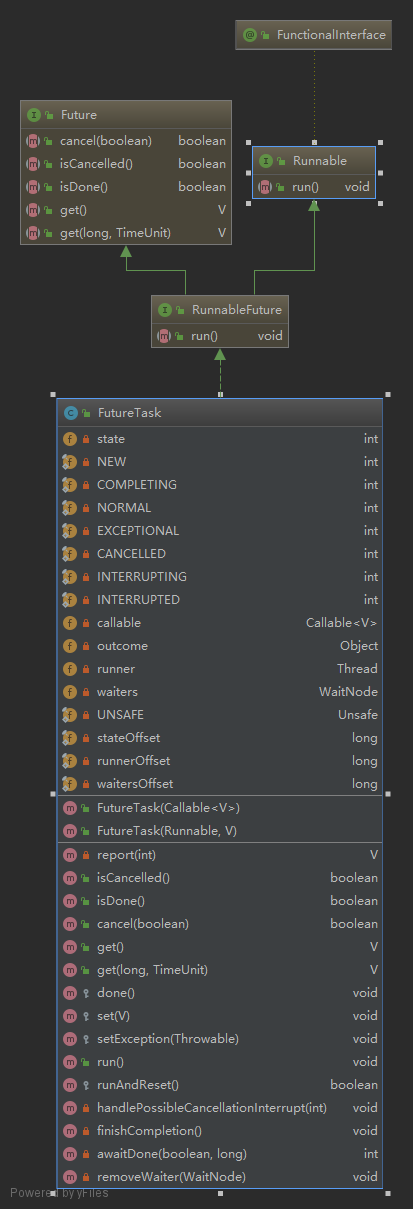 FunctionalInterface
Future
cancel(boolean) boolean
isCancelled() boolean
isDone() boolean
get() V
get(long, TimeUnit) V
Runnable
run() void
RunnableFuture
run() void
FutureTask
state int
NEW int
COMPLETING int
NORMAL int
EXCEPTIONAL int
CANCELLED int
INTERRUPTING int
INTERRUPTED int
callable Callable<V>
outcome Object
runner Thread
waiters WaitNode
UNSAFE Unsafe
stateOffset long
runnerOffset long
waitersOffset long
FutureTask(Callable<V>)
FutureTask(Runnable, V)
report(int) V
isCancelled() boolean
isDone() boolean
cancel(boolean) boolean
get() V
get(long, TimeUnit) V
done() void
set(V) void
setException(Throwable) void
run() void
runAndReset() boolean
handlePossibleCancellationInterrupt(int) void
finishCompletion() void
awaitDone(boolean, long) int
removeWaiter(WaitNode) void
Powered by yFiles